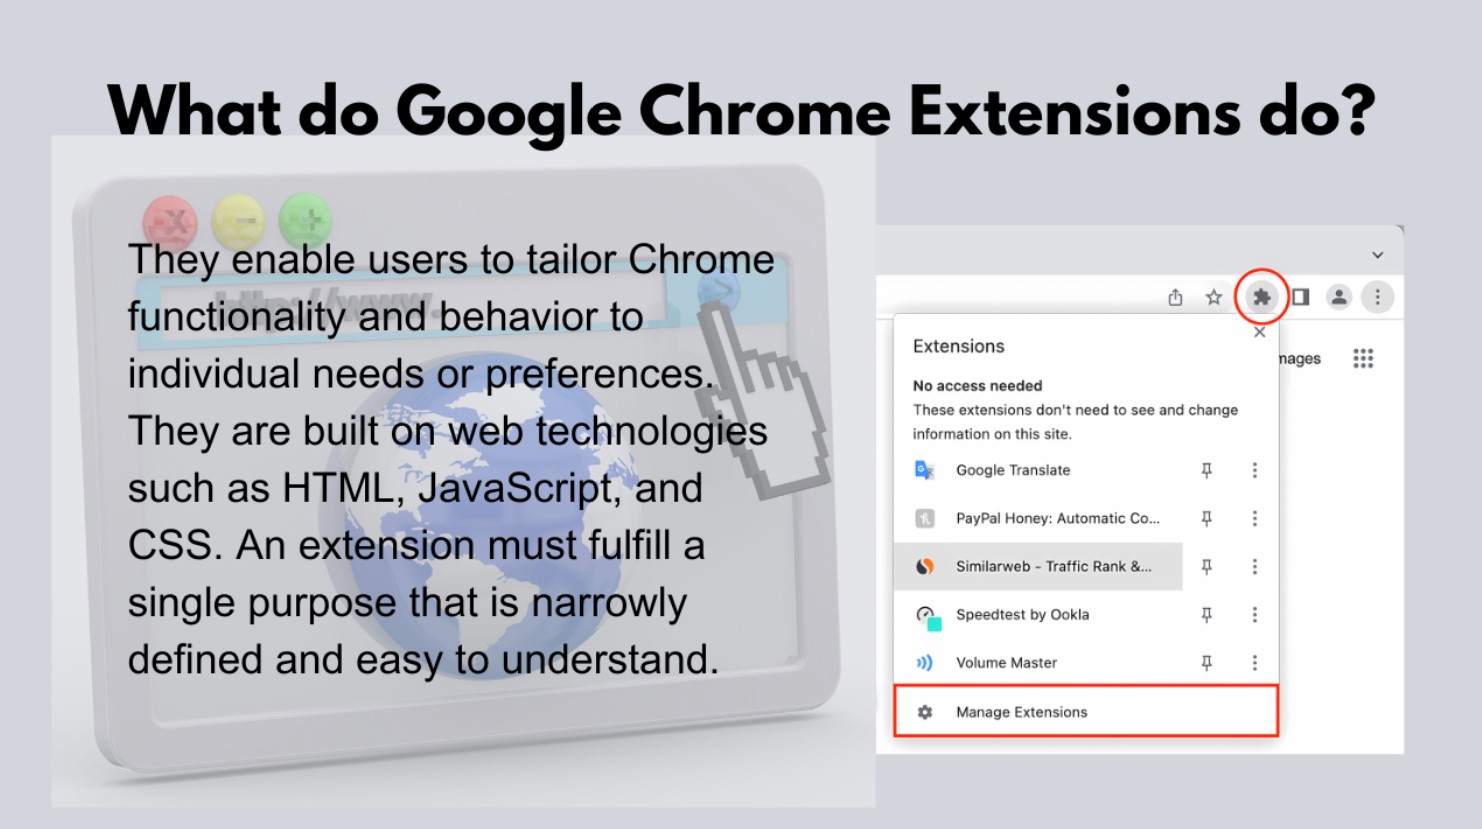 What do Google Chrome Extensions do?
They enable users to tailor Chrome
functionality and behavior to
individual needs or preferences.
They are built on web technologies
such as HTML, JavaScript, and
CSS. An extension must fulfill a
single purpose that is narrowly
defined and easy to understand.
http://www.
Extensions
No access needed
These extensions don't need to see and change
information on this site.
Google Translate
PayPal Honey: Automatic Co...
Similarweb - Traffic Rank &...
Speedtest by Ookla
Volume Master
Manage Extensions
mages